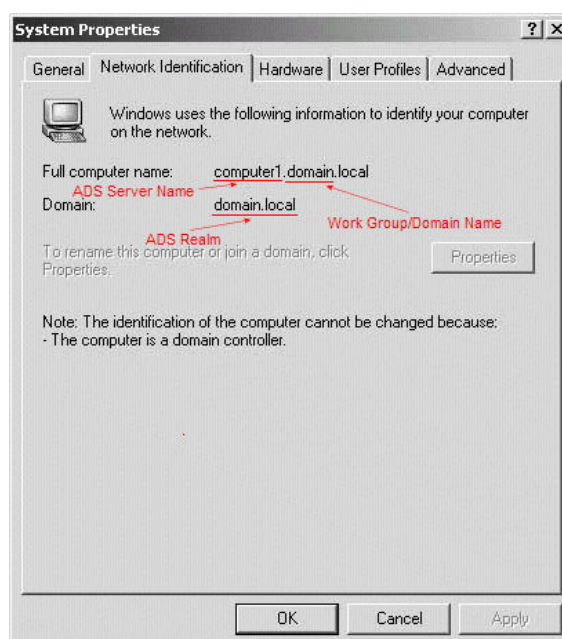 System Properties
General Network Identification Hardware User Profiles Advanced
Windows uses the following information to identify your computer
on the network.
Full computer name: computer1.domain.local
ADS Server Name
Domain: domain.local
Work Group/Domain Name
ADS Realm
To rename this computer or join a domain, click
Properties.
Properties
Note: The identification of the computer cannot be changed because:
- The computer is a domain controller.
OK Cancel Apply